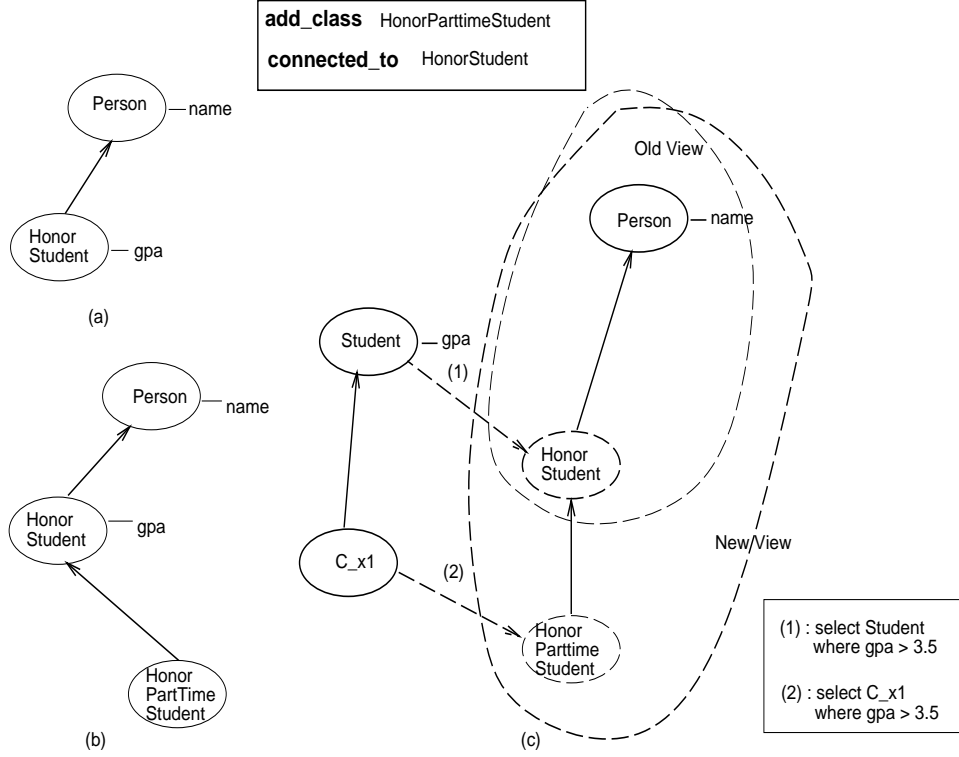 add_class HonorParttimeStudent
connected_to HonorStudent
Person
name
Honor
Student
gpa
(a)
Person
name
Honor
Student
gpa
Honor
PartTime
Student
(b)
Old View
Person
name
Student
gpa
(1)
Honor
Student
C_x1
(2)
New View
Honor
Parttime
Student
(c)
(1) : select Student
where gpa > 3.5
(2) : select C_x1
where gpa > 3.5